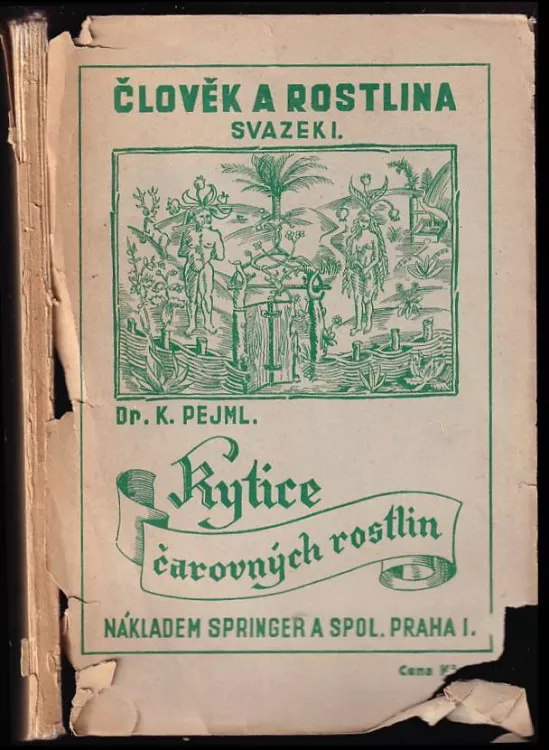 ČLOVĚK A ROSTLINA
SVAZEK I.
Dr. K. PEJML.
Kytice
čarovných rostlin
NÁKLADEM SPRINGER A SPOL. PRAHA I.
Cena